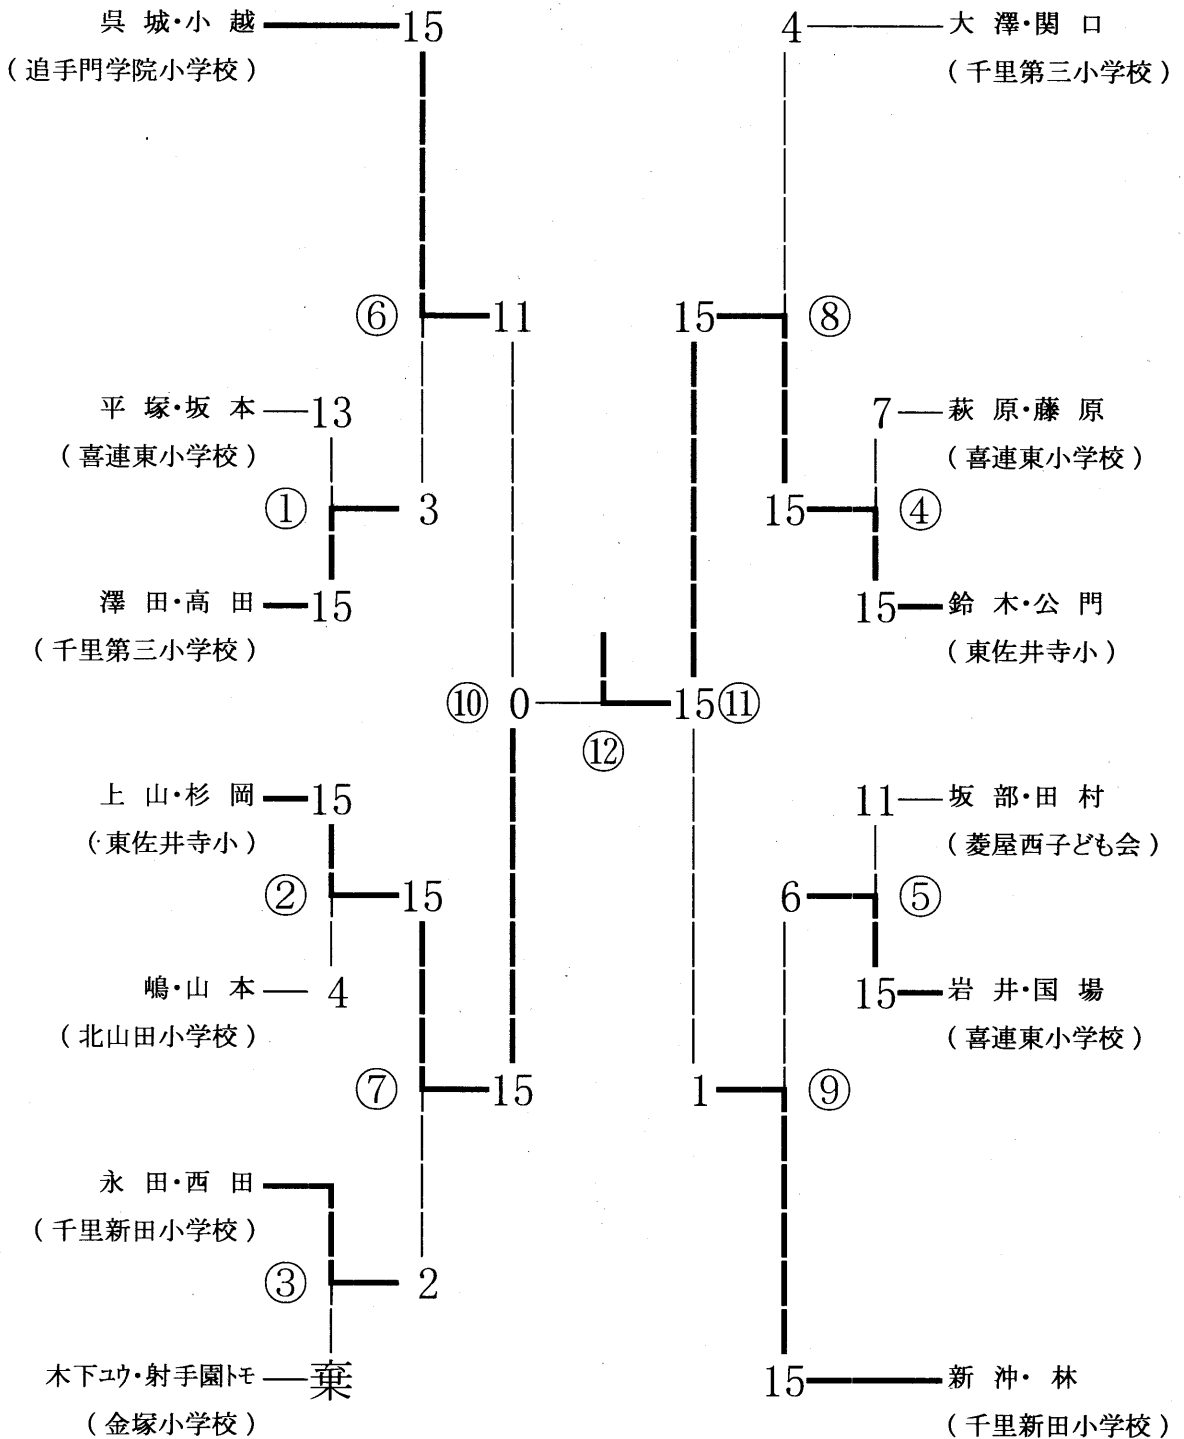 呉 城・小 越 15
( 追手門学院小学校 )
⑥ 11
平 塚・坂 本 13
( 喜連東小学校 )
① 3
澤 田・高 田 15
( 千里第三小学校 )
⑩ 0
上 山・杉 岡 15
( 東佐井寺小 )
② 15
嶋・山 本 4
( 北山田小学校 )
⑦ 15
永 田・西 田
( 千里新田小学校 )
③ 2
木下ユウ・射手園トモ 棄
( 金塚小学校 )
⑫
4 大 澤・関 口
( 千里第三小学校 )
15 ⑧
7 萩 原・藤 原
( 喜連東小学校 )
15 ④
15 鈴 木・公 門
( 東佐井寺小 )
15 ⑪
11 坂 部・田 村
( 菱屋西子ども会 )
6 ⑤
15 岩 井・国 場
( 喜連東小学校 )
1 ⑨
15 新 沖・ 林
( 千里新田小学校 )